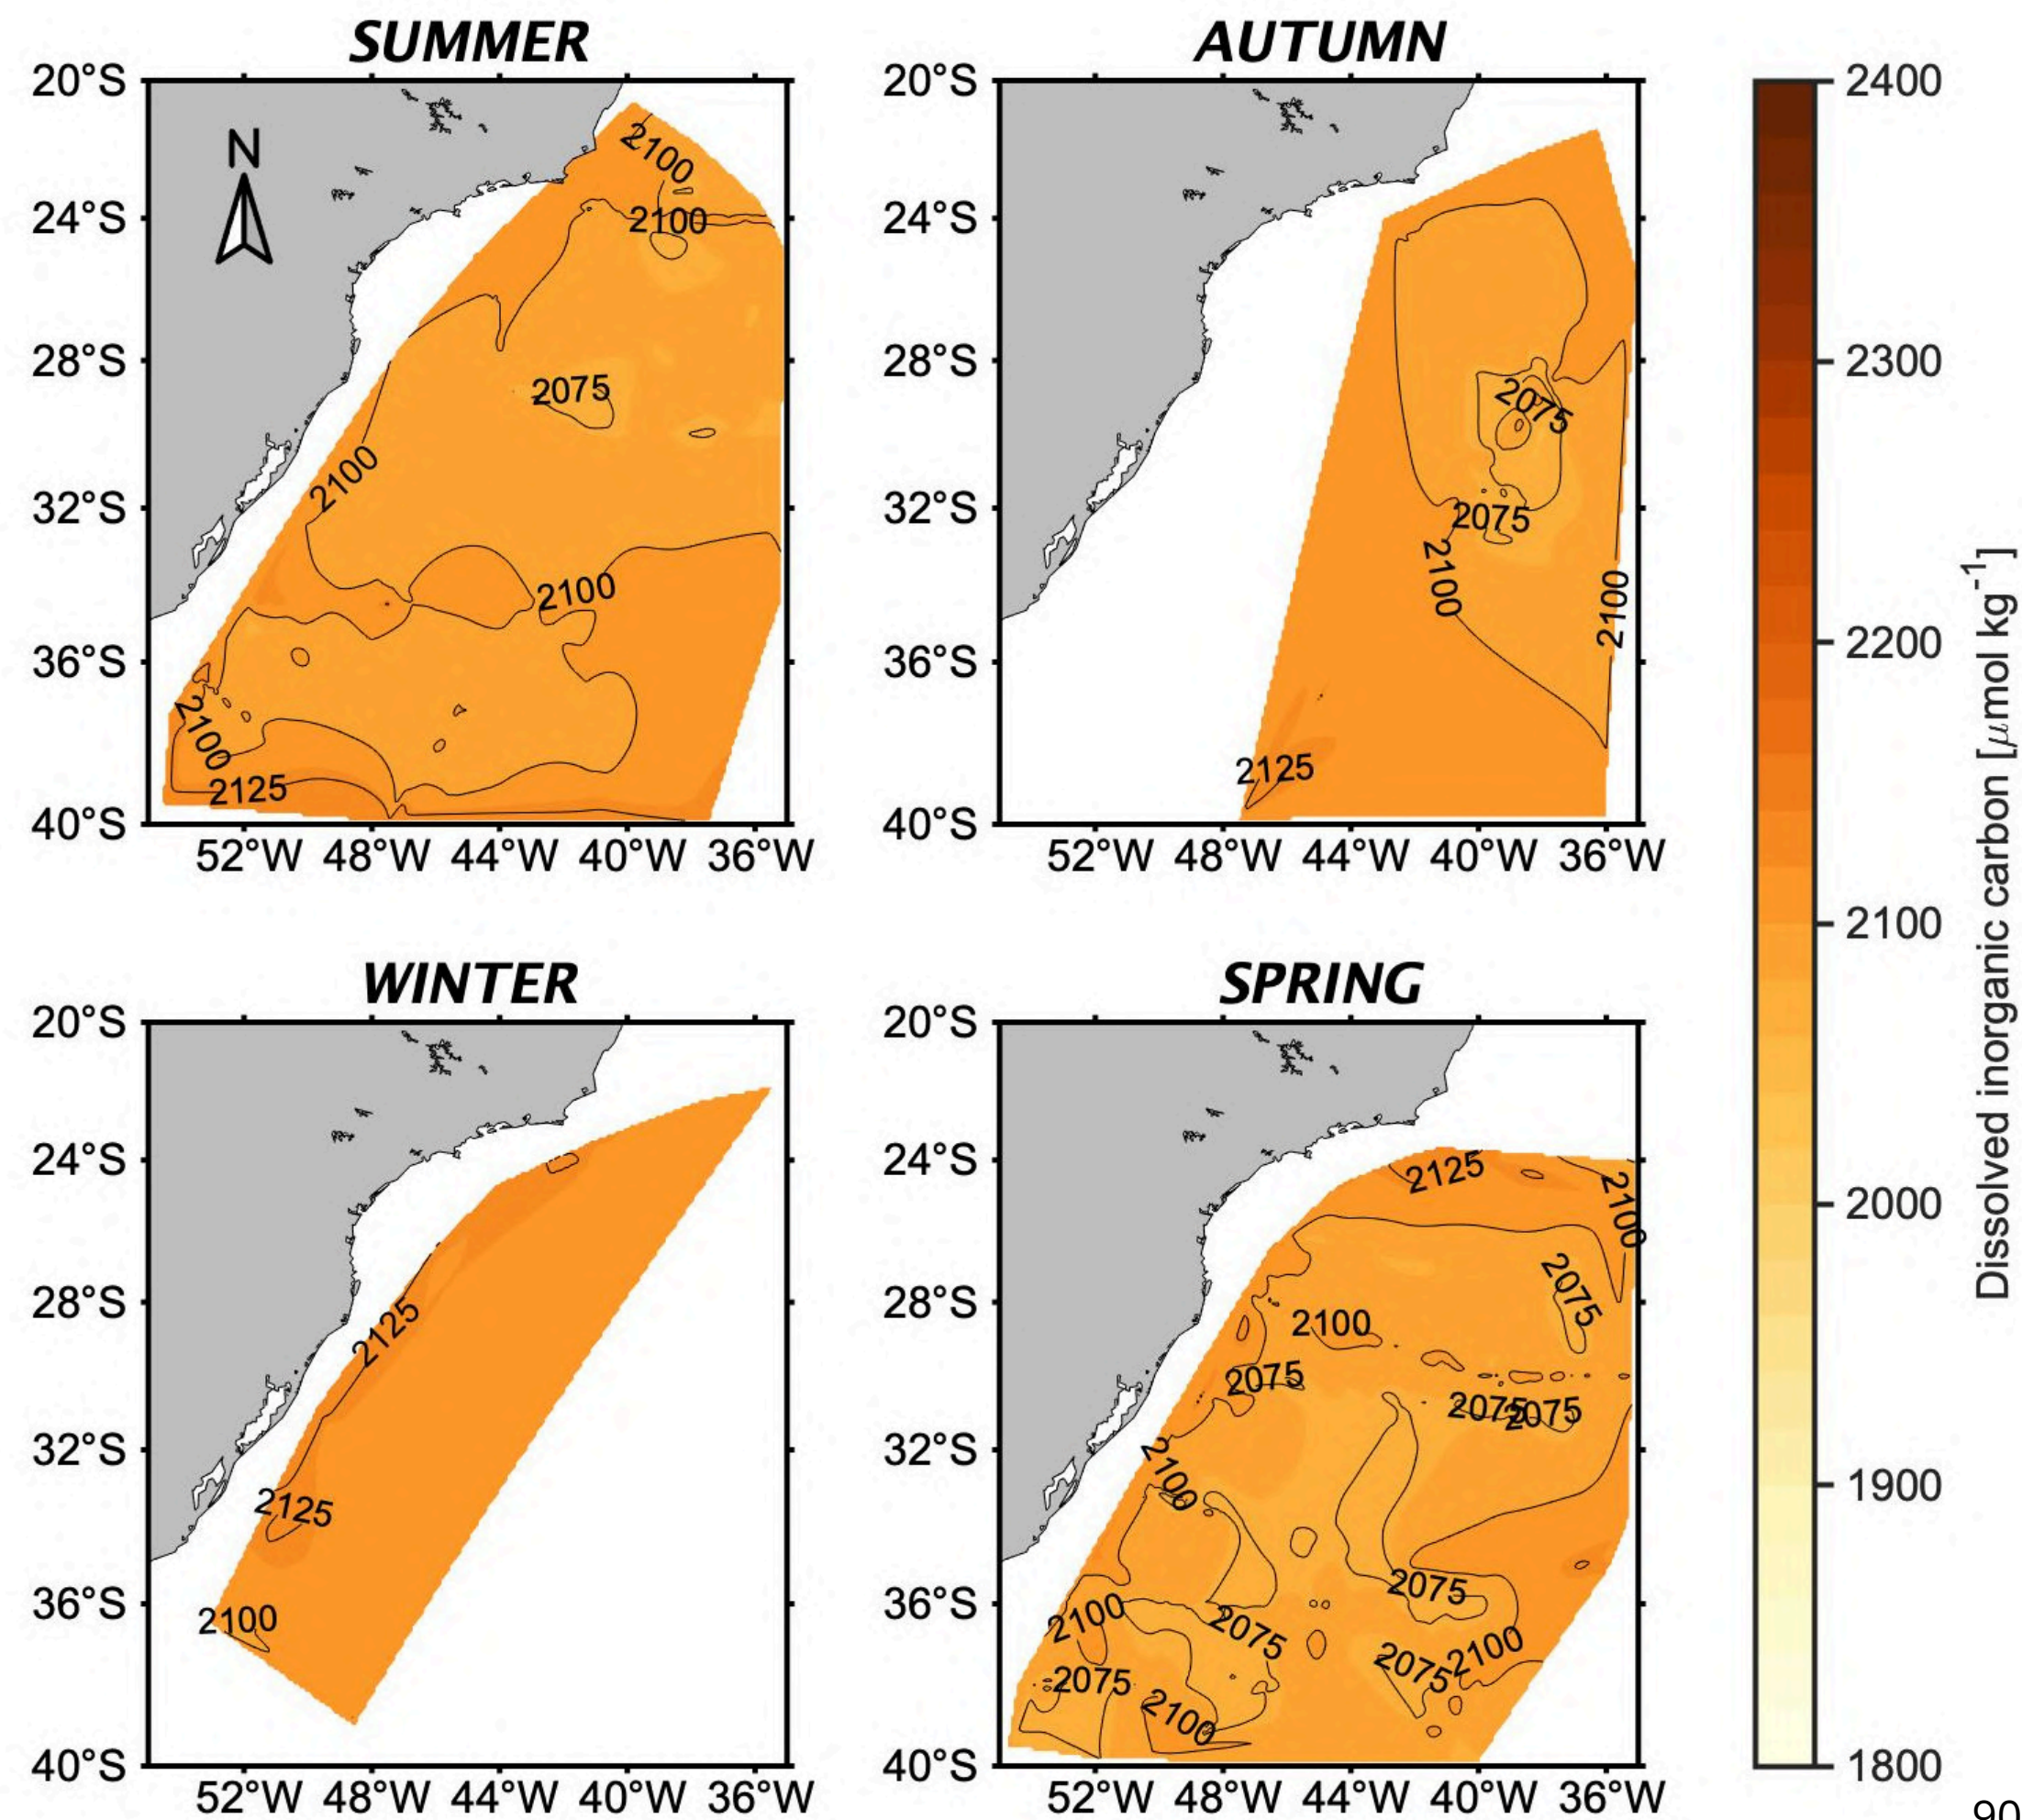 SUMMER
AUTUMN
20°S
24°S
28°S
32°S
36°S
40°S
N
2100
2100
2075
2100
2100
2100
2125
52°W 48°W 44°W 40°W 36°W
20°S
24°S
28°S
32°S
36°S
40°S
2075
2075
2100
2100
2125
52°W 48°W 44°W 40°W 36°W
WINTER
SPRING
20°S
24°S
28°S
32°S
36°S
40°S
2125
2125
2100
52°W 48°W 44°W 40°W 36°W
20°S
24°S
28°S
32°S
36°S
40°S
2125
2100
2075
2100
2075
2075
2075
2100
2075
2100
2075
2075
2100
2075
2100
52°W 48°W 44°W 40°W 36°W
2400
2300
2200
2100
2000
1900
1800
Dissolved inorganic carbon [μmol kg⁻¹]
90